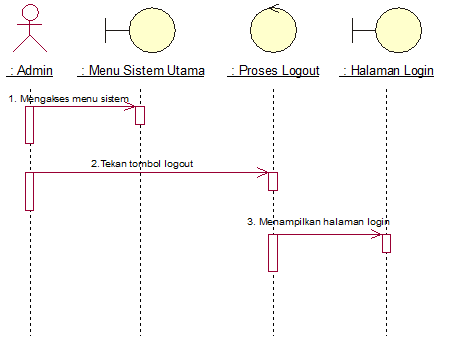 : Admin
: Menu Sistem Utama
: Proses Logout
: Halaman Login
1. Mengakses menu sistem
2.Tekan tombol logout
3. Menampilkan halaman login